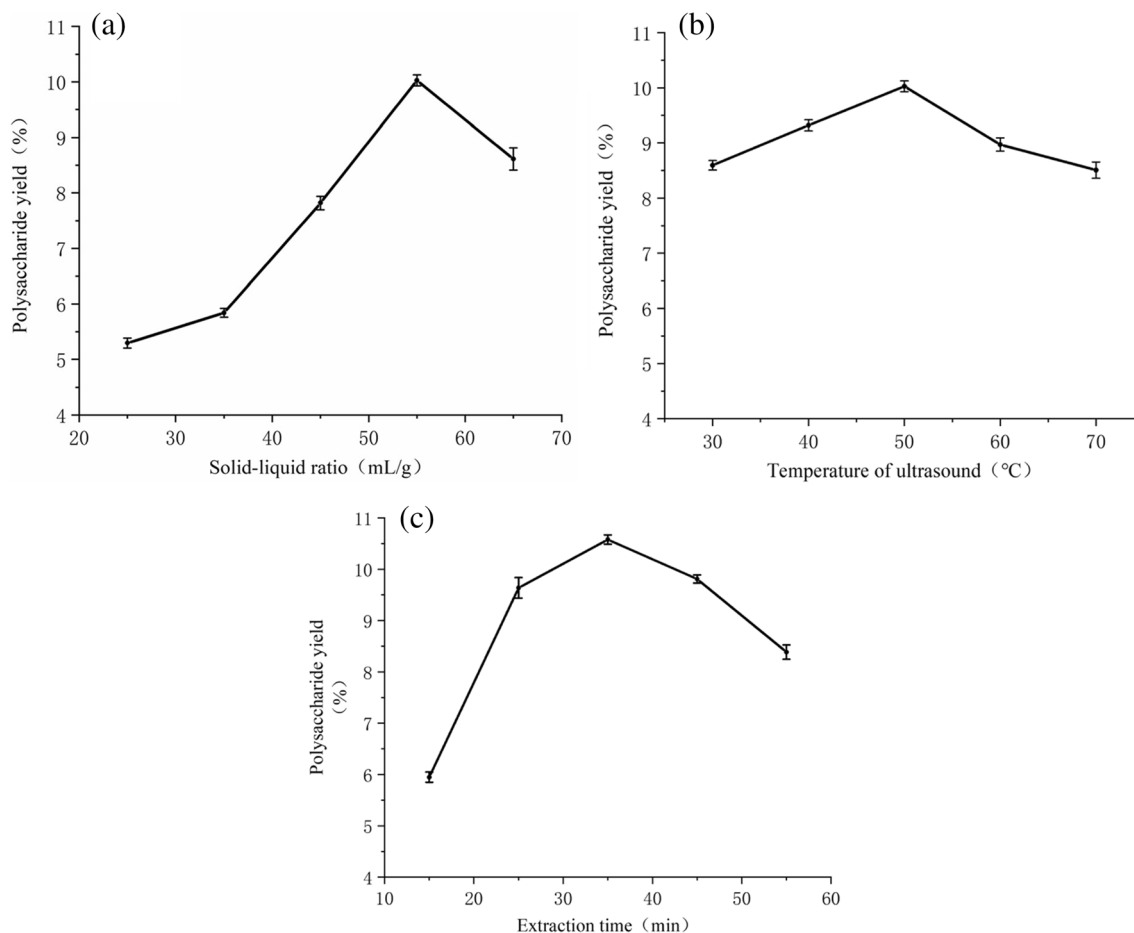 (a)
11
10
9
8
7
6
5
4
Polysaccharide yield（%）
20 30 40 50 60 70
Solid-liquid ratio（mL/g）
(b)
11
10
9
8
7
6
5
4
Polysaccharide yield（%）
30 40 50 60 70
Temperature of ultrasound（℃）
(c)
11
10
9
8
7
6
5
4
Polysaccharide yield
（%）
10 20 30 40 50 60
Extraction time（min）